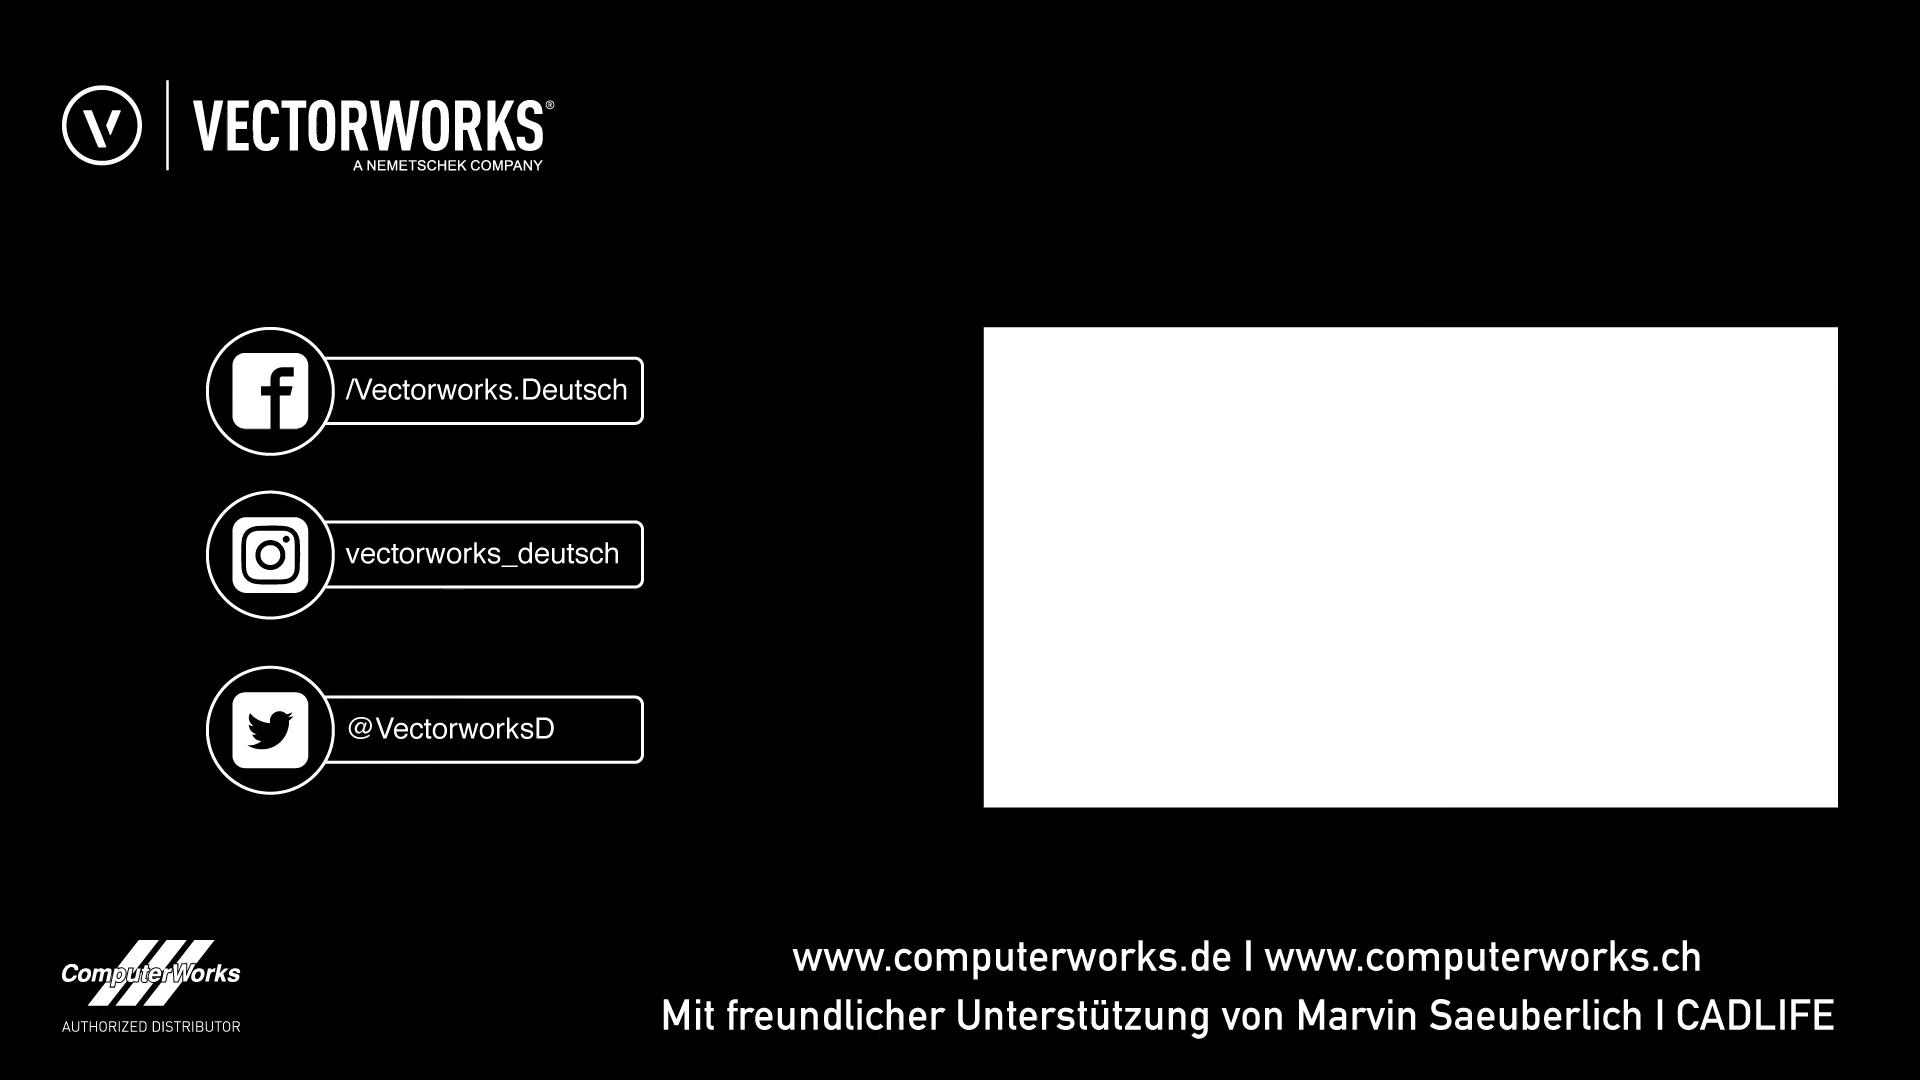 VECTORWORKS®
A NEMETSCHEK COMPANY
/Vectorworks.Deutsch
vectorworks_deutsch
@VectorworksD
ComputerWorks
AUTHORIZED DISTRIBUTOR
www.computerworks.de I www.computerworks.ch
Mit freundlicher Unterstützung von Marvin Saeuberlich I CADLIFE